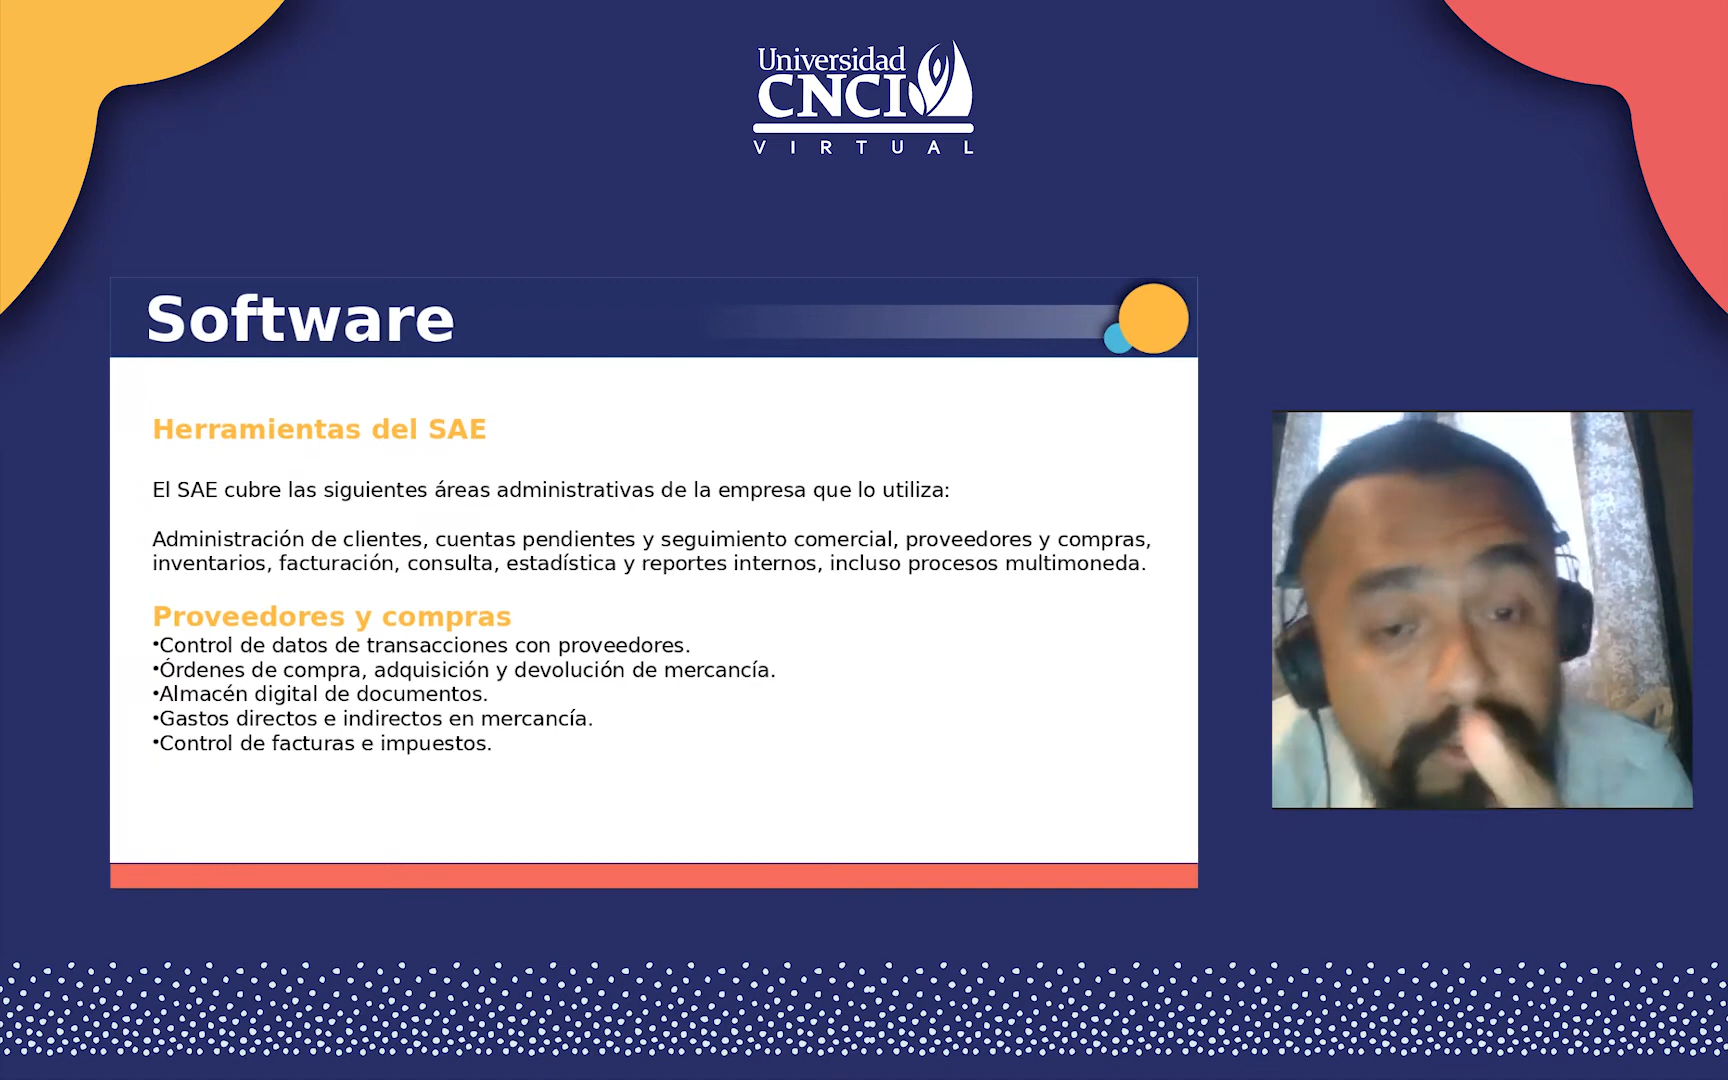 Universidad
CNCI
VIRTUAL
Software
Herramientas del SAE
El SAE cubre las siguientes áreas administrativas de la empresa que lo utiliza:
Administración de clientes, cuentas pendientes y seguimiento comercial, proveedores y compras,
inventarios, facturación, consulta, estadística y reportes internos, incluso procesos multimoneda.
Proveedores y compras
•Control de datos de transacciones con proveedores.
•Órdenes de compra, adquisición y devolución de mercancía.
•Almacén digital de documentos.
•Gastos directos e indirectos en mercancía.
•Control de facturas e impuestos.